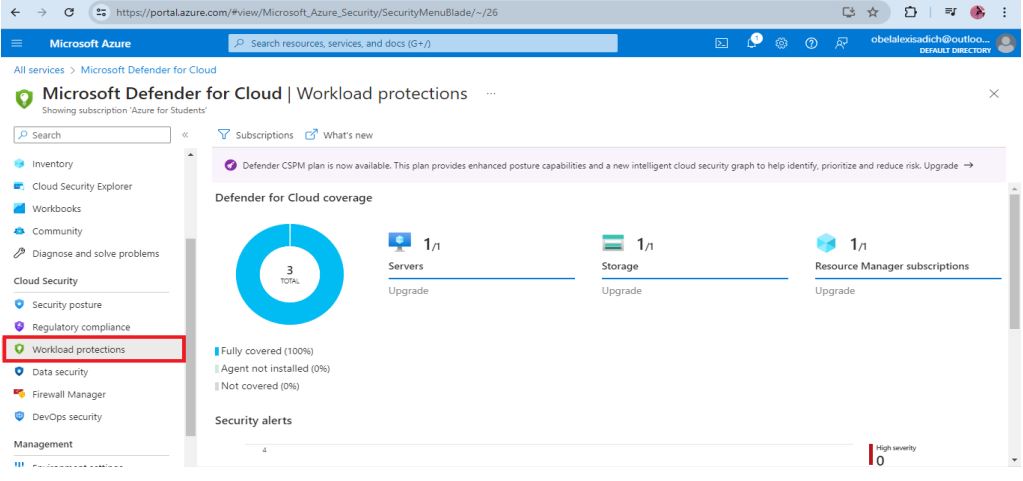 https://portal.azure.com/#view/Microsoft_Azure_Security/SecurityMenuBlade/~/26
Microsoft Azure
Search resources, services, and docs (G+/)
1
obelalexisadich@outloo...
DEFAULT DIRECTORY
All services > Microsoft Defender for Cloud
Microsoft Defender for Cloud | Workload protections ...
Showing subscription 'Azure for Students'
Search
«
Subscriptions
What's new
Inventory
Cloud Security Explorer
Workbooks
Community
Diagnose and solve problems
Cloud Security
Security posture
Regulatory compliance
Workload protections
Data security
Firewall Manager
DevOps security
Management
Environment settings
Defender CSPM plan is now available. This plan provides enhanced posture capabilities and a new intelligent cloud security graph to help identify, prioritize and reduce risk. Upgrade →
Defender for Cloud coverage
3
TOTAL
1/1
Servers
Upgrade
1/1
Storage
Upgrade
1/1
Resource Manager subscriptions
Upgrade
Fully covered (100%)
Agent not installed (0%)
Not covered (0%)
Security alerts
4
High severity
0